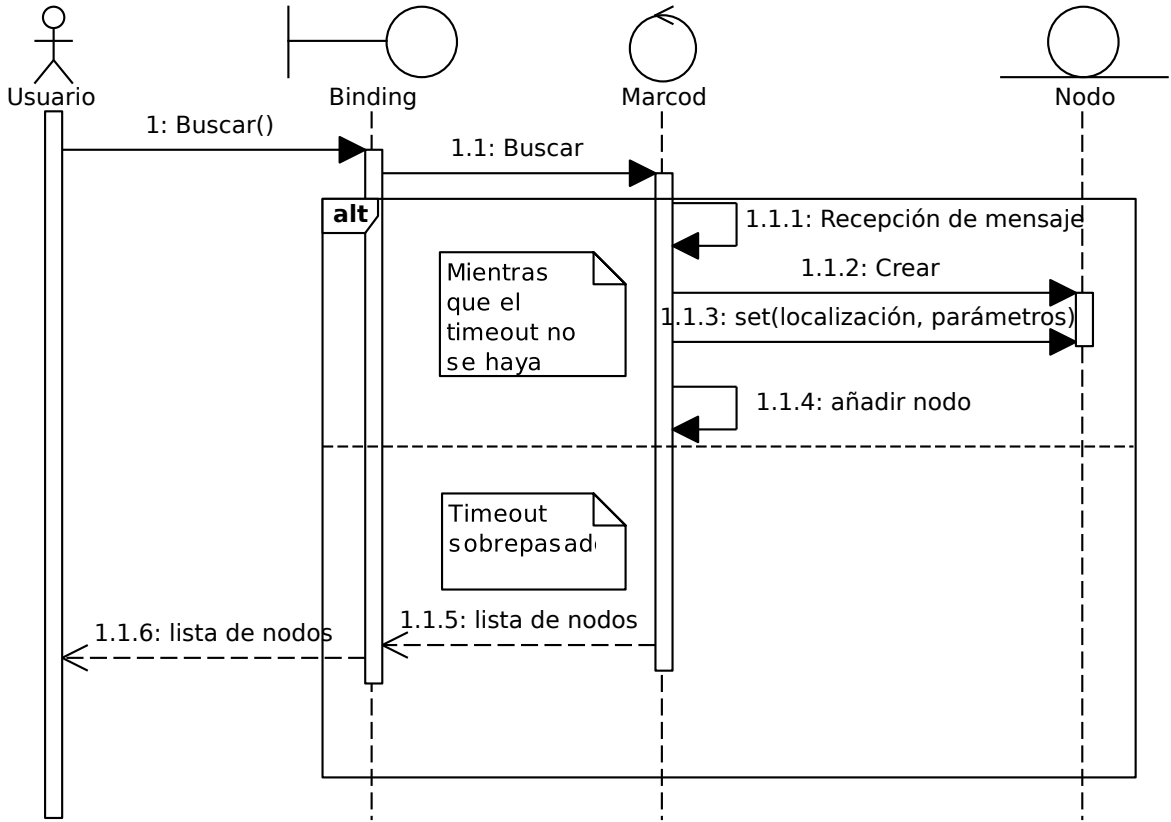 Usuario
Binding
Marcod
Nodo
1: Buscar()
1.1: Buscar
alt
1.1.1: Recepción de mensaje
Mientras
que el
timeout no
se haya
1.1.2: Crear
1.1.3: set(localización, parámetros)
1.1.4: añadir nodo
Timeout
1.1.5: lista de nodos
1.1.6: lista de nodos